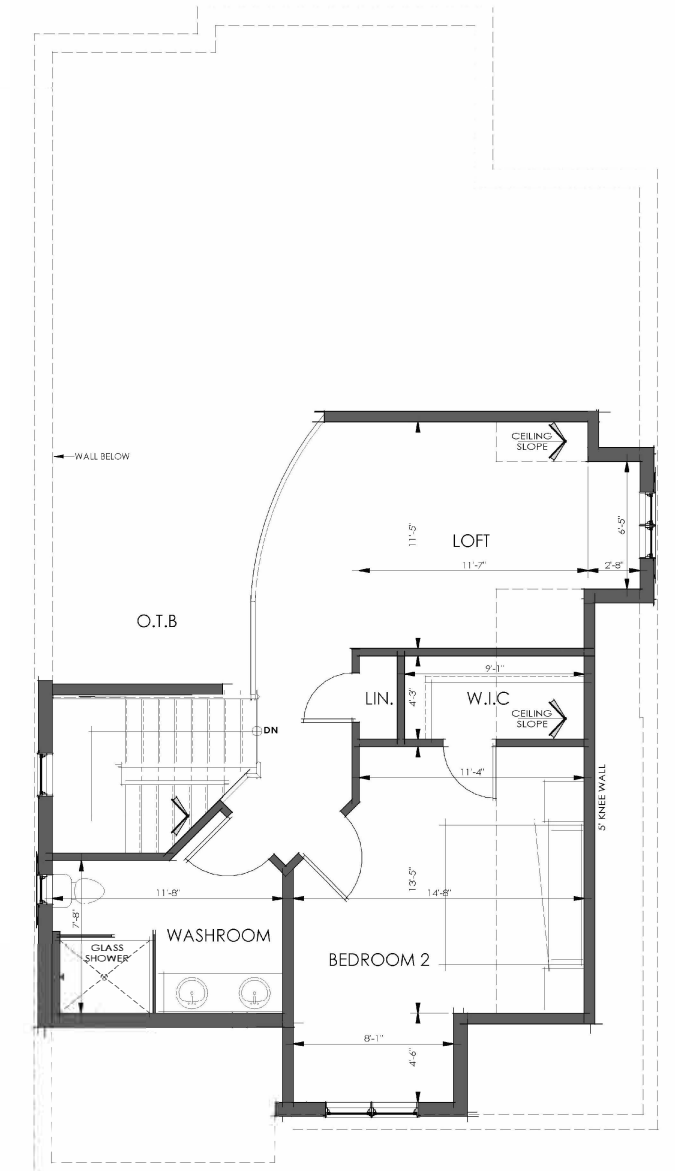 CEILING
SLOPE
WALL BELOW
11'-5"
6'-5"
LOFT
11'-7"
2'-8"
O.T.B
9'-1"
4'-3"
LIN.
W.I.C
CEILING
SLOPE
DN
11'-4"
5' KNEE WALL
13'-5"
11'-8"
14'-8"
7'-8"
WASHROOM
GLASS
SHOWER
BEDROOM 2
8'-1"
4'-6"